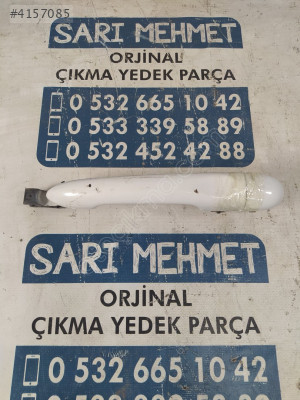 #4157085
SARI MEHMET
ORJİNAL
ÇIKMA YEDEK PARÇA
0 532 665 10 42
0 533 339 58 89
0 532 452 42 88
SARI MEHMET
ORJİNAL
ÇIKMA YEDEK PARÇA
0 532 665 10 42